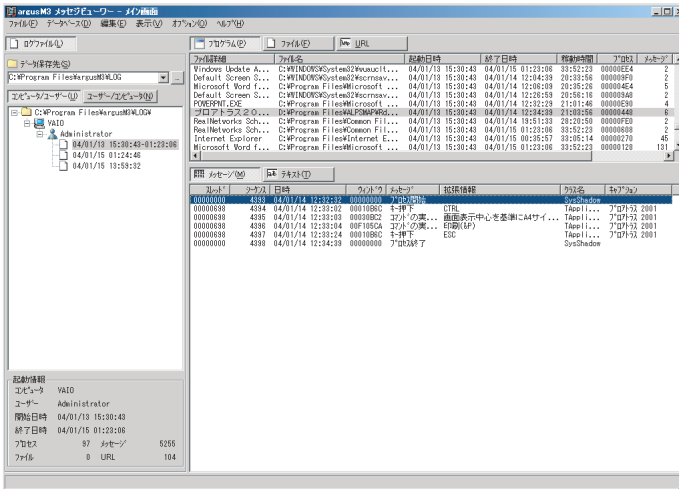 argusM3 メッセージビューワー - メイン画面
ファイル(F) データベース(D) 編集(E) 表示(V) オプション(O) ヘルプ(H)
ログファイル(L)
データ保存先(S)
C:¥Program Files¥argusM3¥LOG
コンピュータ/ユーザー(U) ユーザー/コンピュータ(N)
C:¥Program Files¥argusM3¥LOG¥
VAIO
Administrator
04/01/13 15:30:43-01:23:06
04/01/15 01:24:46
04/01/15 13:59:32
起動情報
コンピュータ VAIO
ユーザー Administrator
開始日時 04/01/13 15:30:43
終了日時 04/01/15 01:23:06
プロセス 97 メッセージ 5255
ファイル 0 URL 104
プログラム(P) ファイル(F) URL
ファイル詳細 ファイル名 起動日時 終了日時 稼動時間 プロセス メッセージ
Windows Update A... C:¥WINDOWS¥System32¥wuauclt... 04/01/13 15:30:43 04/01/15 01:23:06 33:52:23 00000EE4 2
Default Screen S... C:¥WINDOWS¥System32¥scrnsav... 04/01/13 15:30:43 04/01/14 12:04:39 20:33:56 000009F0 2
Microsoft Word f... C:¥Program Files¥Microsoft ... 04/01/13 15:30:43 04/01/14 12:06:09 20:35:26 000004E4 5
Default Screen S... C:¥WINDOWS¥System32¥scrnsav... 04/01/13 15:30:43 04/01/14 12:26:59 20:56:16 000009A8 2
POWERPNT.EXE C:¥Program Files¥Microsoft ... 04/01/13 15:30:43 04/01/14 12:32:29 21:01:46 00000E90 4
プロアトラス20... C:¥Program Files¥ALPSMAP¥Rd... 04/01/13 15:30:43 04/01/14 12:34:39 21:03:56 00000448 6
RealNetworks Sch... C:¥Program Files¥Common Fil... 04/01/13 15:30:43 04/01/14 19:51:33 28:20:50 00000FE0 2
RealNetworks Sch... C:¥Program Files¥Common Fil... 04/01/13 15:30:43 04/01/15 01:23:06 33:52:23 00000608 2
Internet Explorer C:¥Program Files¥Internet E... 04/01/13 15:30:43 04/01/15 00:35:57 33:05:14 00000270 45
Microsoft Word f... C:¥Program Files¥Microsoft ... 04/01/13 15:30:43 04/01/15 01:23:06 33:52:23 00000128 131
メッセージ(M) テキスト(T)
スレッド シーケンス 日時 ウィンドウ メッセージ 拡張情報 クラス名 キャプション
00000000 4393 04/01/14 12:32:32 00000000 プロセス開始 SysShadow
00000698 4394 04/01/14 12:33:02 00010B6C キー押下 CTRL TAppli... プロアトラス 2001
00000698 4395 04/01/14 12:33:03 00030BC2 コマンドの実... 画面表示中心を基準にA4サイ... TAppli... プロアトラス 2001
00000698 4396 04/01/14 12:33:04 00F105CA コマンドの実... 印刷(&P) TAppli... プロアトラス 2001
00000698 4397 04/01/14 12:33:24 00010B6C キー押下 ESC TAppli... プロアトラス 2001
00000000 4398 04/01/14 12:34:39 00000000 プロセス終了 SysShadow